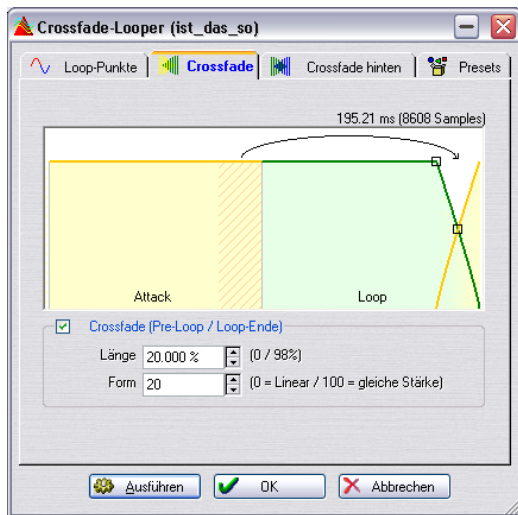 Crossfade-Looper (ist_das_so)
Loop-Punkte Crossfade Crossfade hinten Presets
195.21 ms (8608 Samples)
Attack Loop
Crossfade (Pre-Loop / Loop-Ende)
Länge 20.000 % (0 / 98%)
Form 20 (0 = Linear / 100 = gleiche Stärke)
Ausführen OK Abbrechen